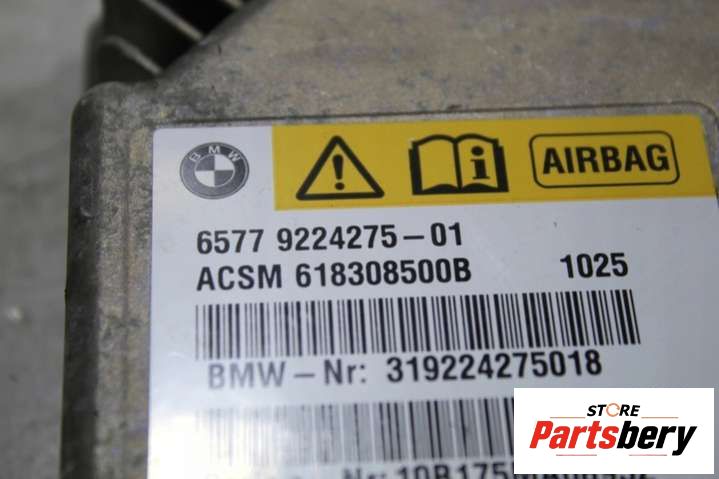 BMW
AIRBAG
6577 9224275-01
ACSM 618308500B 1025
BMW-Nr: 319224275018
STORE
Partsbery